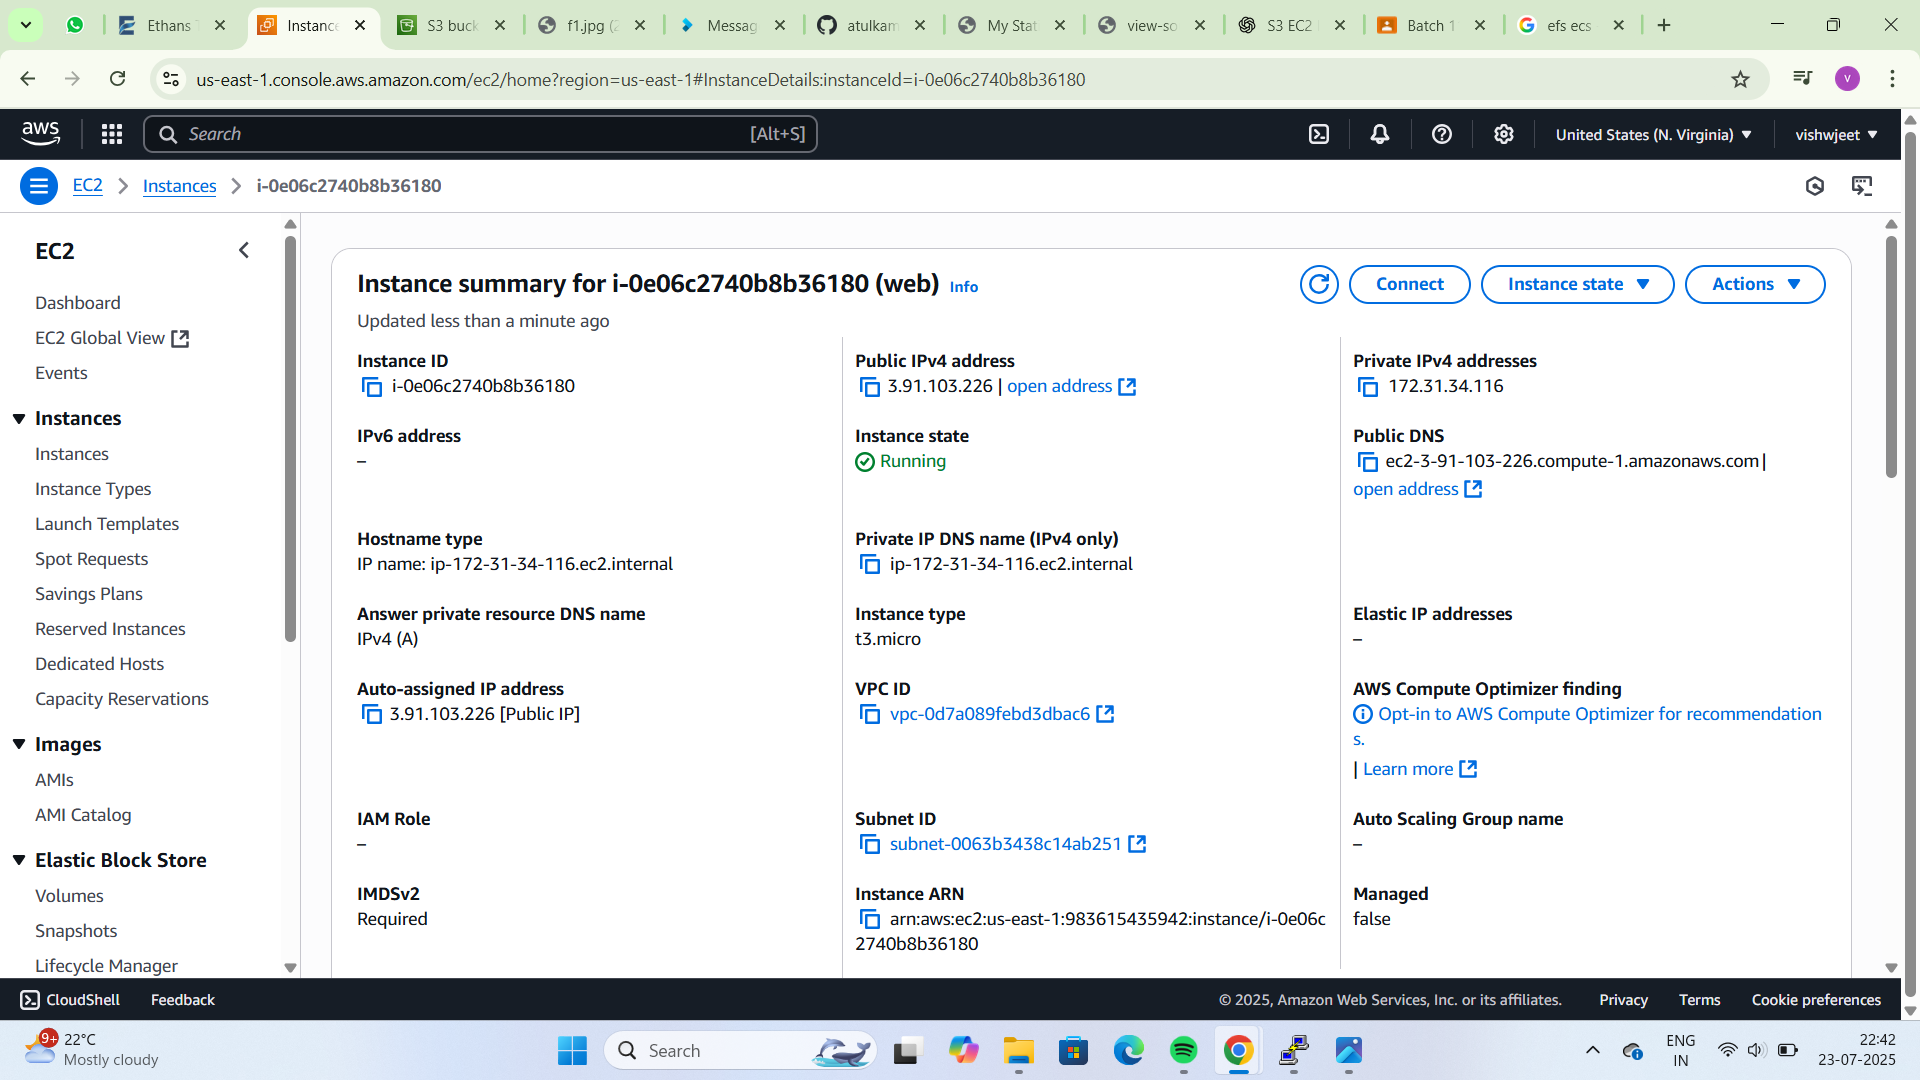 Ethans
Instance
S3 buck
f1.jpg (2
Messag
atulkam
My Stat
view-so
S3 EC2
Batch 1
efs ecs
us-east-1.console.aws.amazon.com/ec2/home?region=us-east-1#InstanceDetails:instanceId=i-0e06c2740b8b36180
V
aws
Search [Alt+S]
United States (N. Virginia)
vishwjeet
EC2 > Instances > i-0e06c2740b8b36180
EC2
Dashboard
EC2 Global View
Events
Instances
Instances
Instance Types
Launch Templates
Spot Requests
Savings Plans
Reserved Instances
Dedicated Hosts
Capacity Reservations
Images
AMIs
AMI Catalog
Elastic Block Store
Volumes
Snapshots
Lifecycle Manager
Instance summary for i-0e06c2740b8b36180 (web) Info
Updated less than a minute ago
Connect
Instance state
Actions
Instance ID
i-0e06c2740b8b36180
Public IPv4 address
3.91.103.226 | open address
Private IPv4 addresses
172.31.34.116
IPv6 address
–
Instance state
Running
Public DNS
ec2-3-91-103-226.compute-1.amazonaws.com |
open address
Hostname type
IP name: ip-172-31-34-116.ec2.internal
Private IP DNS name (IPv4 only)
ip-172-31-34-116.ec2.internal
Answer private resource DNS name
IPv4 (A)
Instance type
t3.micro
Elastic IP addresses
–
Auto-assigned IP address
3.91.103.226 [Public IP]
VPC ID
vpc-0d7a089febd3dbac6
AWS Compute Optimizer finding
Opt-in to AWS Compute Optimizer for recommendation
s.
| Learn more
IAM Role
–
Subnet ID
subnet-0063b3438c14ab251
Auto Scaling Group name
–
IMDSv2
Required
Instance ARN
arn:aws:ec2:us-east-1:983615435942:instance/i-0e06c
2740b8b36180
Managed
false
CloudShell
Feedback
© 2025, Amazon Web Services, Inc. or its affiliates.
Privacy
Terms
Cookie preferences
9+
22°C
Mostly cloudy
Search
ENG
IN
22:42
23-07-2025